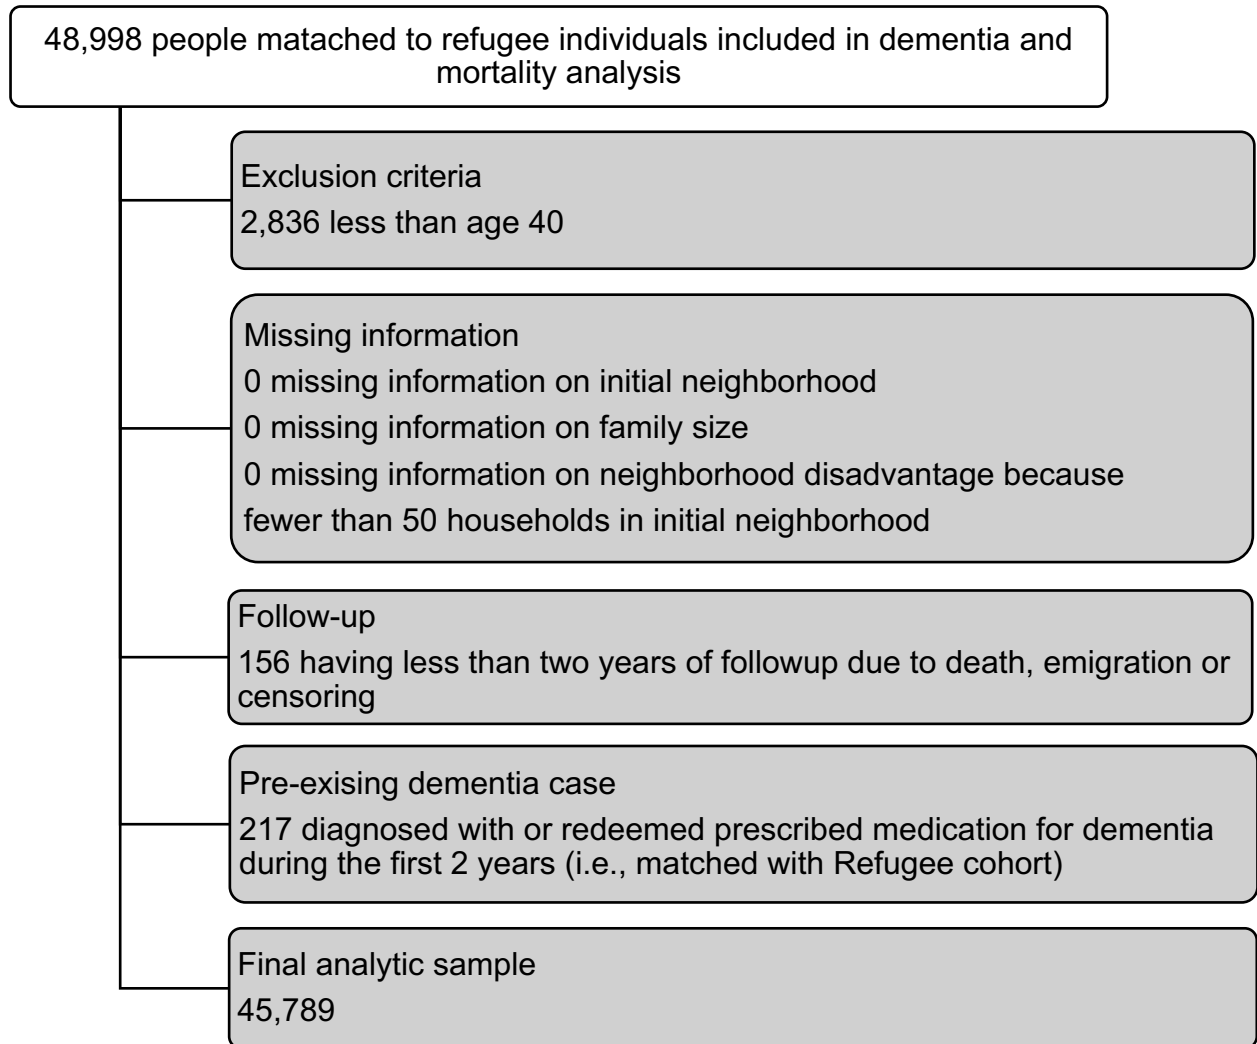 48,998 people matached to refugee individuals included in dementia and
mortality analysis
Exclusion criteria
2,836 less than age 40
Missing information
0 missing information on initial neighborhood
0 missing information on family size
0 missing information on neighborhood disadvantage because
fewer than 50 households in initial neighborhood
Follow-up
156 having less than two years of followup due to death, emigration or
censoring
Pre-exising dementia case
217 diagnosed with or redeemed prescribed medication for dementia
during the first 2 years (i.e., matched with Refugee cohort)
Final analytic sample
45,789